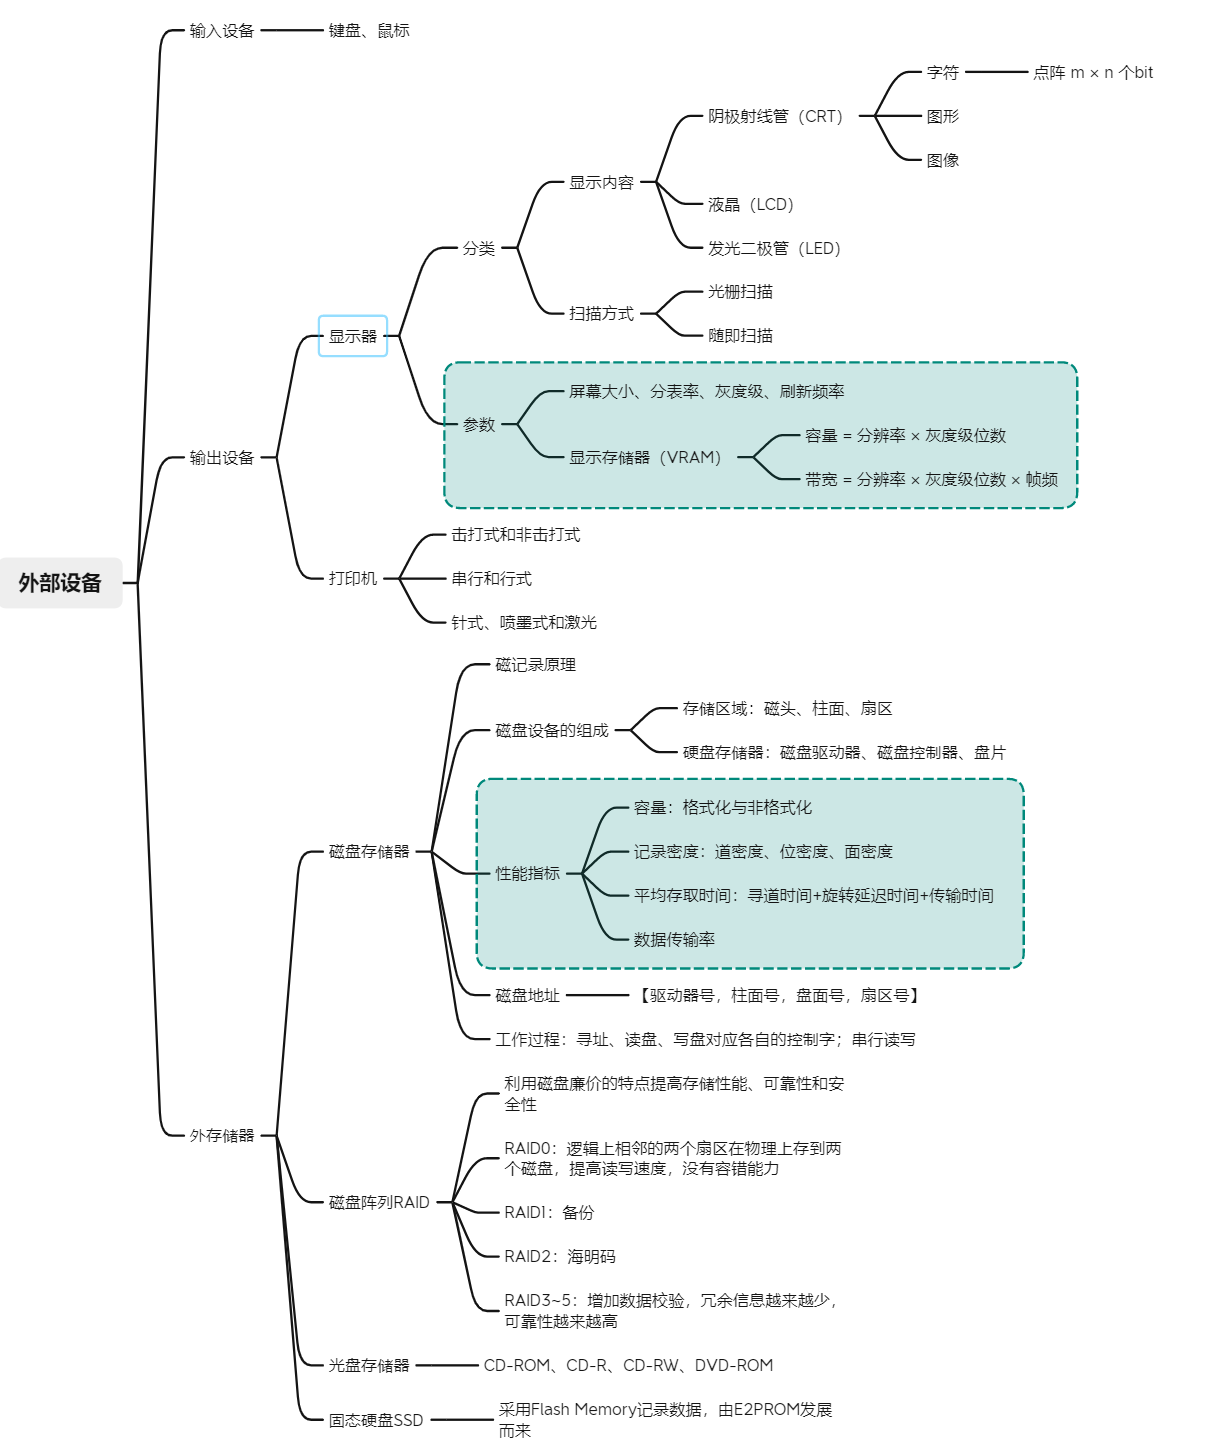 外部设备
输入设备
键盘、鼠标
输出设备
显示器
分类
显示内容
阴极射线管（CRT）
字符
点阵 m × n 个bit
图形
图像
液晶（LCD）
发光二极管（LED）
扫描方式
光栅扫描
随即扫描
参数
屏幕大小、分表率、灰度级、刷新频率
显示存储器（VRAM）
容量 = 分辨率 × 灰度级位数
带宽 = 分辨率 × 灰度级位数 × 帧频
打印机
击打式和非击打式
串行和行式
针式、喷墨式和激光
外存储器
磁盘存储器
磁记录原理
磁盘设备的组成
存储区域：磁头、柱面、扇区
硬盘存储器：磁盘驱动器、磁盘控制器、盘片
性能指标
容量：格式化与非格式化
记录密度：道密度、位密度、面密度
平均存取时间：寻道时间+旋转延迟时间+传输时间
数据传输率
磁盘地址
【驱动器号，柱面号，盘面号，扇区号】
工作过程：寻址、读盘、写盘对应各自的控制字；串行读写
磁盘阵列RAID
利用磁盘廉价的特点提高存储性能、可靠性和安
全性
RAID0：逻辑上相邻的两个扇区在物理上存到两
个磁盘，提高读写速度，没有容错能力
RAID1：备份
RAID2：海明码
RAID3~5：增加数据校验，冗余信息越来越少，
可靠性越来越高
光盘存储器
CD-ROM、CD-R、CD-RW、DVD-ROM
固态硬盘SSD
采用Flash Memory记录数据，由E2PROM发展
而来